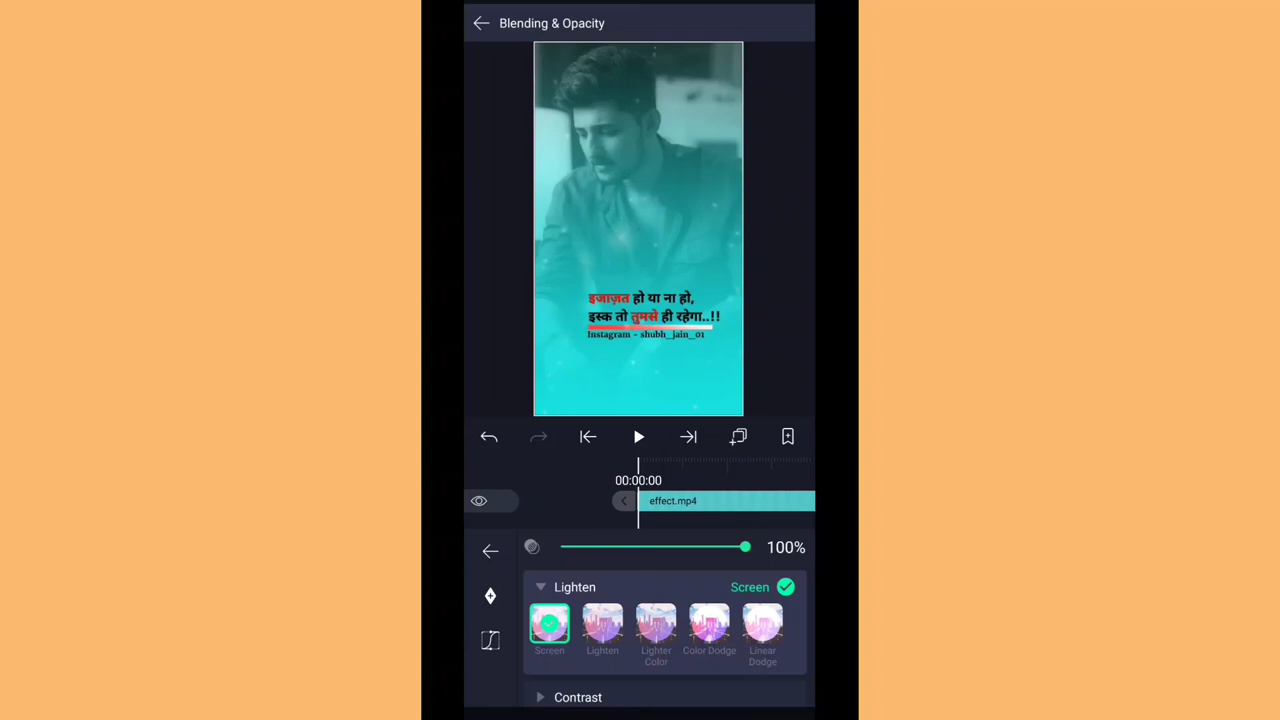 Blending & Opacity
इजाज़त हो या ना हो,
इस्क तो तुमसे ही रहेगा..!!
Instagram - shubh_jain_01
00:00:00
effect.mp4
100%
Lighten
Screen
Screen
Lighten
Lighter Color
Color Dodge
Linear Dodge
Contrast